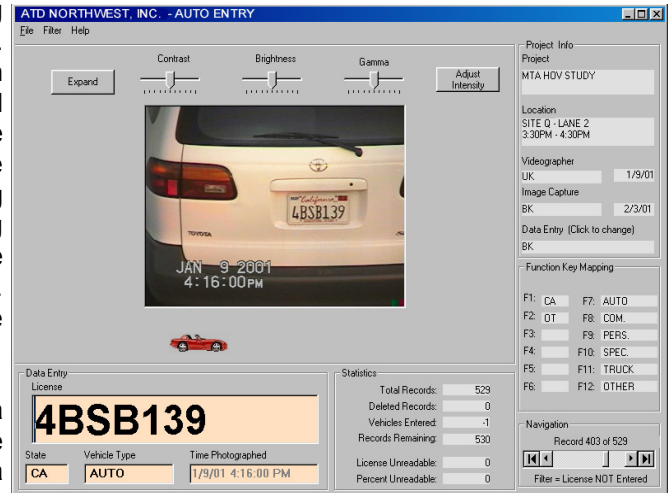 ATD NORTHWEST, INC. - AUTO ENTRY
File Filter Help
Expand
Contrast
Brightness
Gamma
Adjust
Intensity
California
4BSB139
TOYOTA
JAN 9 2001
4:16:00PM
Project Info
Project
MTA HOV STUDY
Location
SITE Q - LANE 2
3:30PM - 4:30PM
Videographer
UK 1/9/01
Image Capture
BK 2/3/01
Data Entry (Click to change)
BK
Function Key Mapping
F1: CA F7: AUTO
F2: OT F8: COM.
F3: F9: PERS.
F4: F10: SPEC.
F5: F11: TRUCK
F6: F12: OTHER
Data Entry
License
4BSB139
State Vehicle Type Time Photographed
CA AUTO 1/9/01 4:16:00 PM
Statistics
Total Records: 529
Deleted Records: 0
Vehicles Entered: -1
Records Remaining: 530
License Unreadable: 0
Percent Unreadable: 0
Navigation
Record 403 of 529
Filter = License NOT Entered